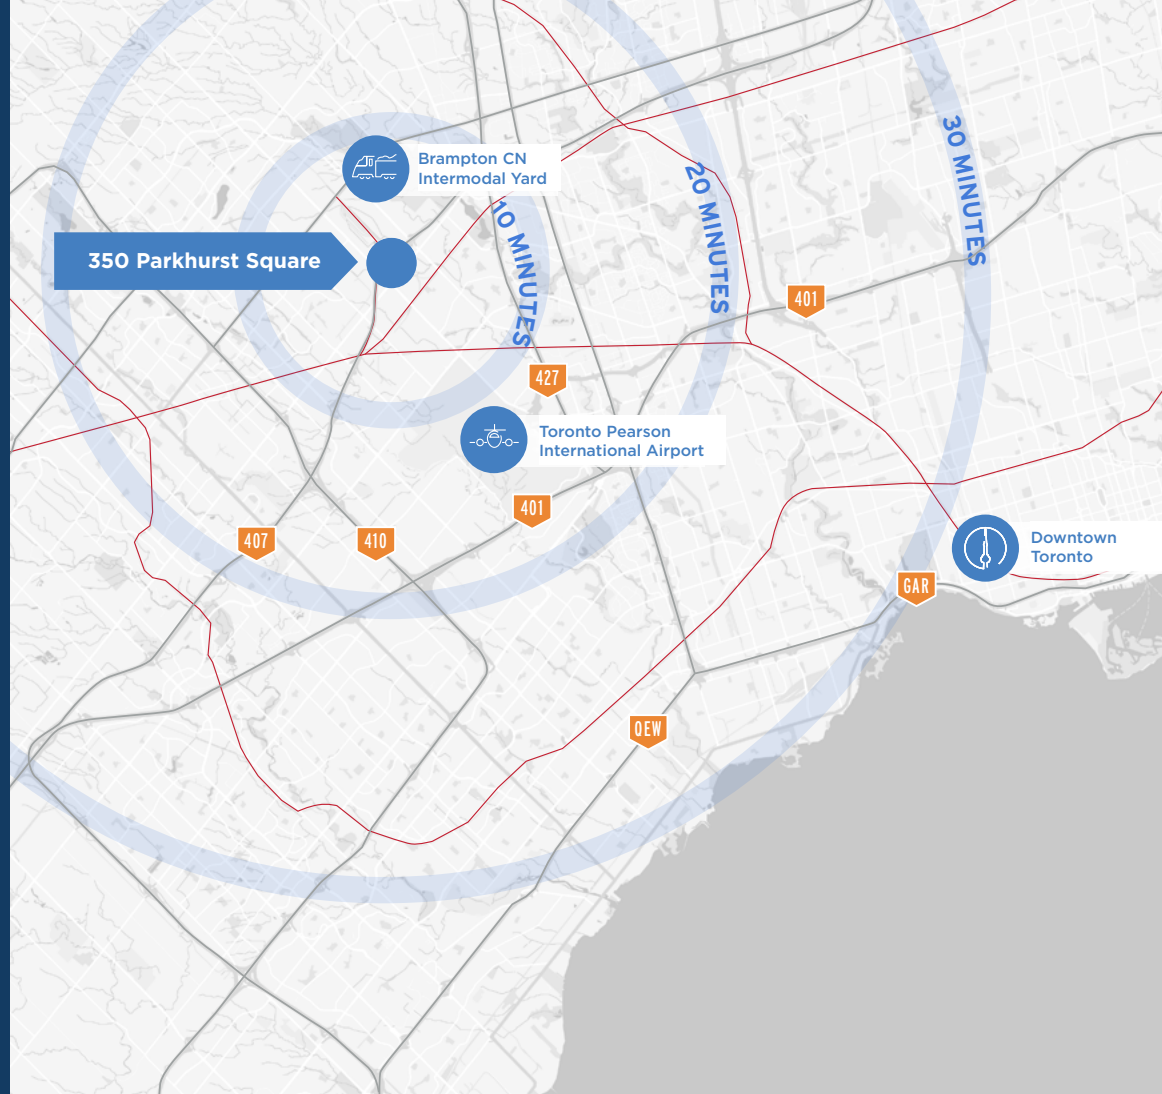 Brampton CN
Intermodal Yard
350 Parkhurst Square
10 MINUTES
20 MINUTES
30 MINUTES
401
427
Toronto Pearson
International Airport
401
407
410
Downtown
Toronto
GAR
QEW